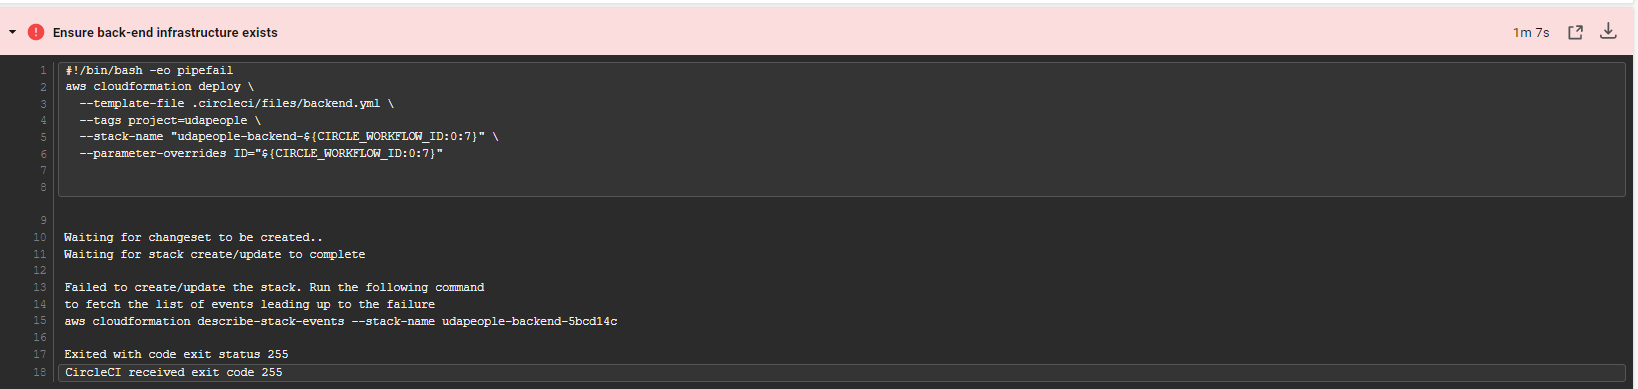 Ensure back-end infrastructure exists 1m 7s
1 #!/bin/bash -eo pipefail
2 aws cloudformation deploy \
3 --template-file .circleci/files/backend.yml \
4 --tags project=udapeople \
5 --stack-name "udapeople-backend-${CIRCLE_WORKFLOW_ID:0:7}" \
6 --parameter-overrides ID="${CIRCLE_WORKFLOW_ID:0:7}"
7
8
9
10 Waiting for changeset to be created..
11 Waiting for stack create/update to complete
12
13 Failed to create/update the stack. Run the following command
14 to fetch the list of events leading up to the failure
15 aws cloudformation describe-stack-events --stack-name udapeople-backend-5bcd14c
16
17 Exited with code exit status 255
18 CircleCI received exit code 255